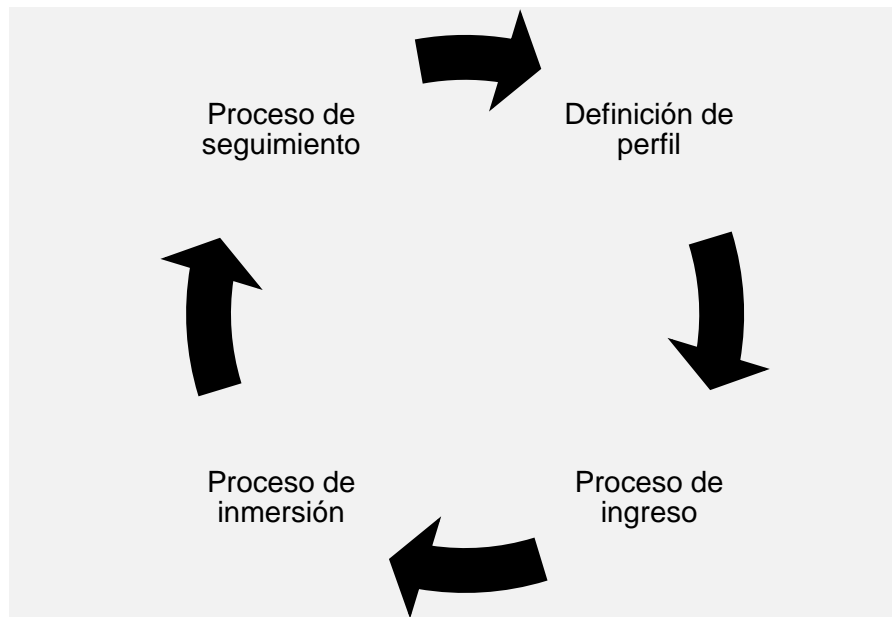 Proceso de
seguimiento
Definición de
perfil
Proceso de
inmersión
Proceso de
ingreso